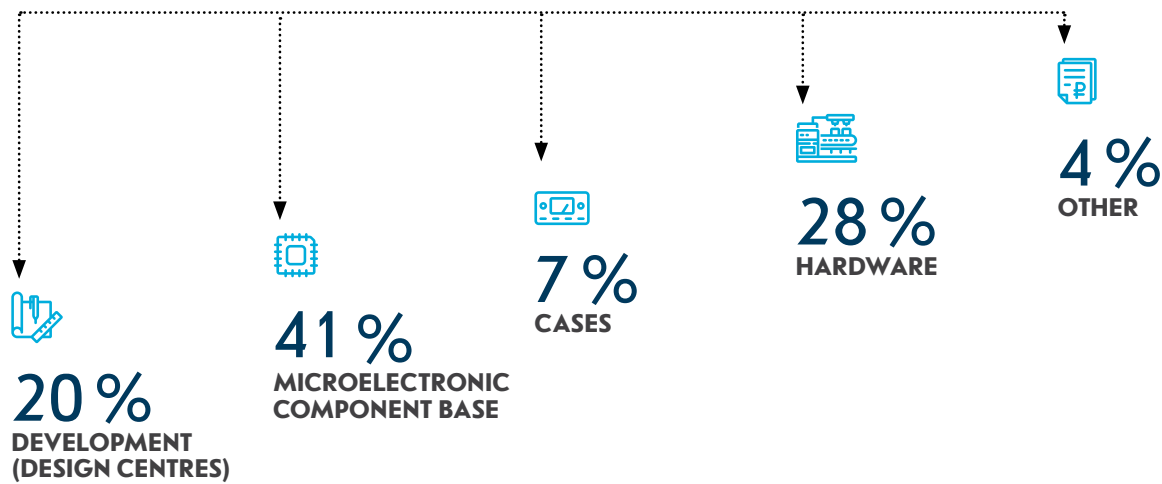 20 %
DEVELOPMENT
(DESIGN CENTRES)
41 %
MICROELECTRONIC
COMPONENT BASE
7 %
CASES
28 %
HARDWARE
₽
4 %
OTHER